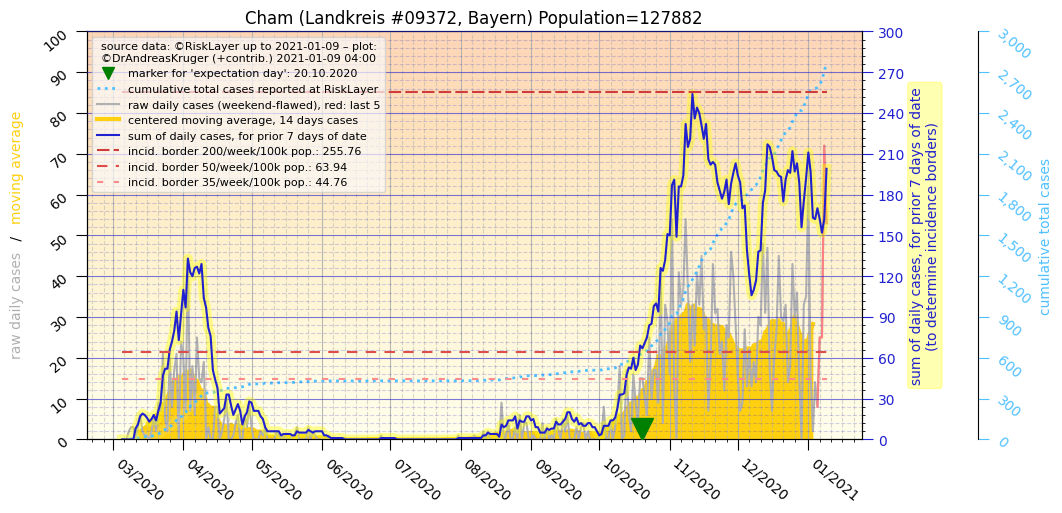 Cham (Landkreis #09372, Bayern) Population=127882
source data: ©RiskLayer up to 2021-01-09 – plot:
©DrAndreasKruger (+contrib.) 2021-01-09 04:00
marker for 'expectation day': 20.10.2020
cumulative total cases reported at RiskLayer
raw daily cases (weekend-flawed), red: last 5
centered moving average, 14 days cases
sum of daily cases, for prior 7 days of date
incid. border 200/week/100k pop.: 255.76
incid. border 50/week/100k pop.: 63.94
incid. border 35/week/100k pop.: 44.76
raw daily cases / moving average
100
90
80
70
60
50
40
30
20
10
0
03/2020
04/2020
05/2020
06/2020
07/2020
08/2020
09/2020
10/2020
11/2020
12/2020
01/2021
300
270
240
210
180
150
120
90
60
30
0
sum of daily cases, for prior 7 days of date
(to determine incidence borders)
3,000
2,700
2,400
2,100
1,800
1,500
1,200
900
600
300
0
cumulative total cases